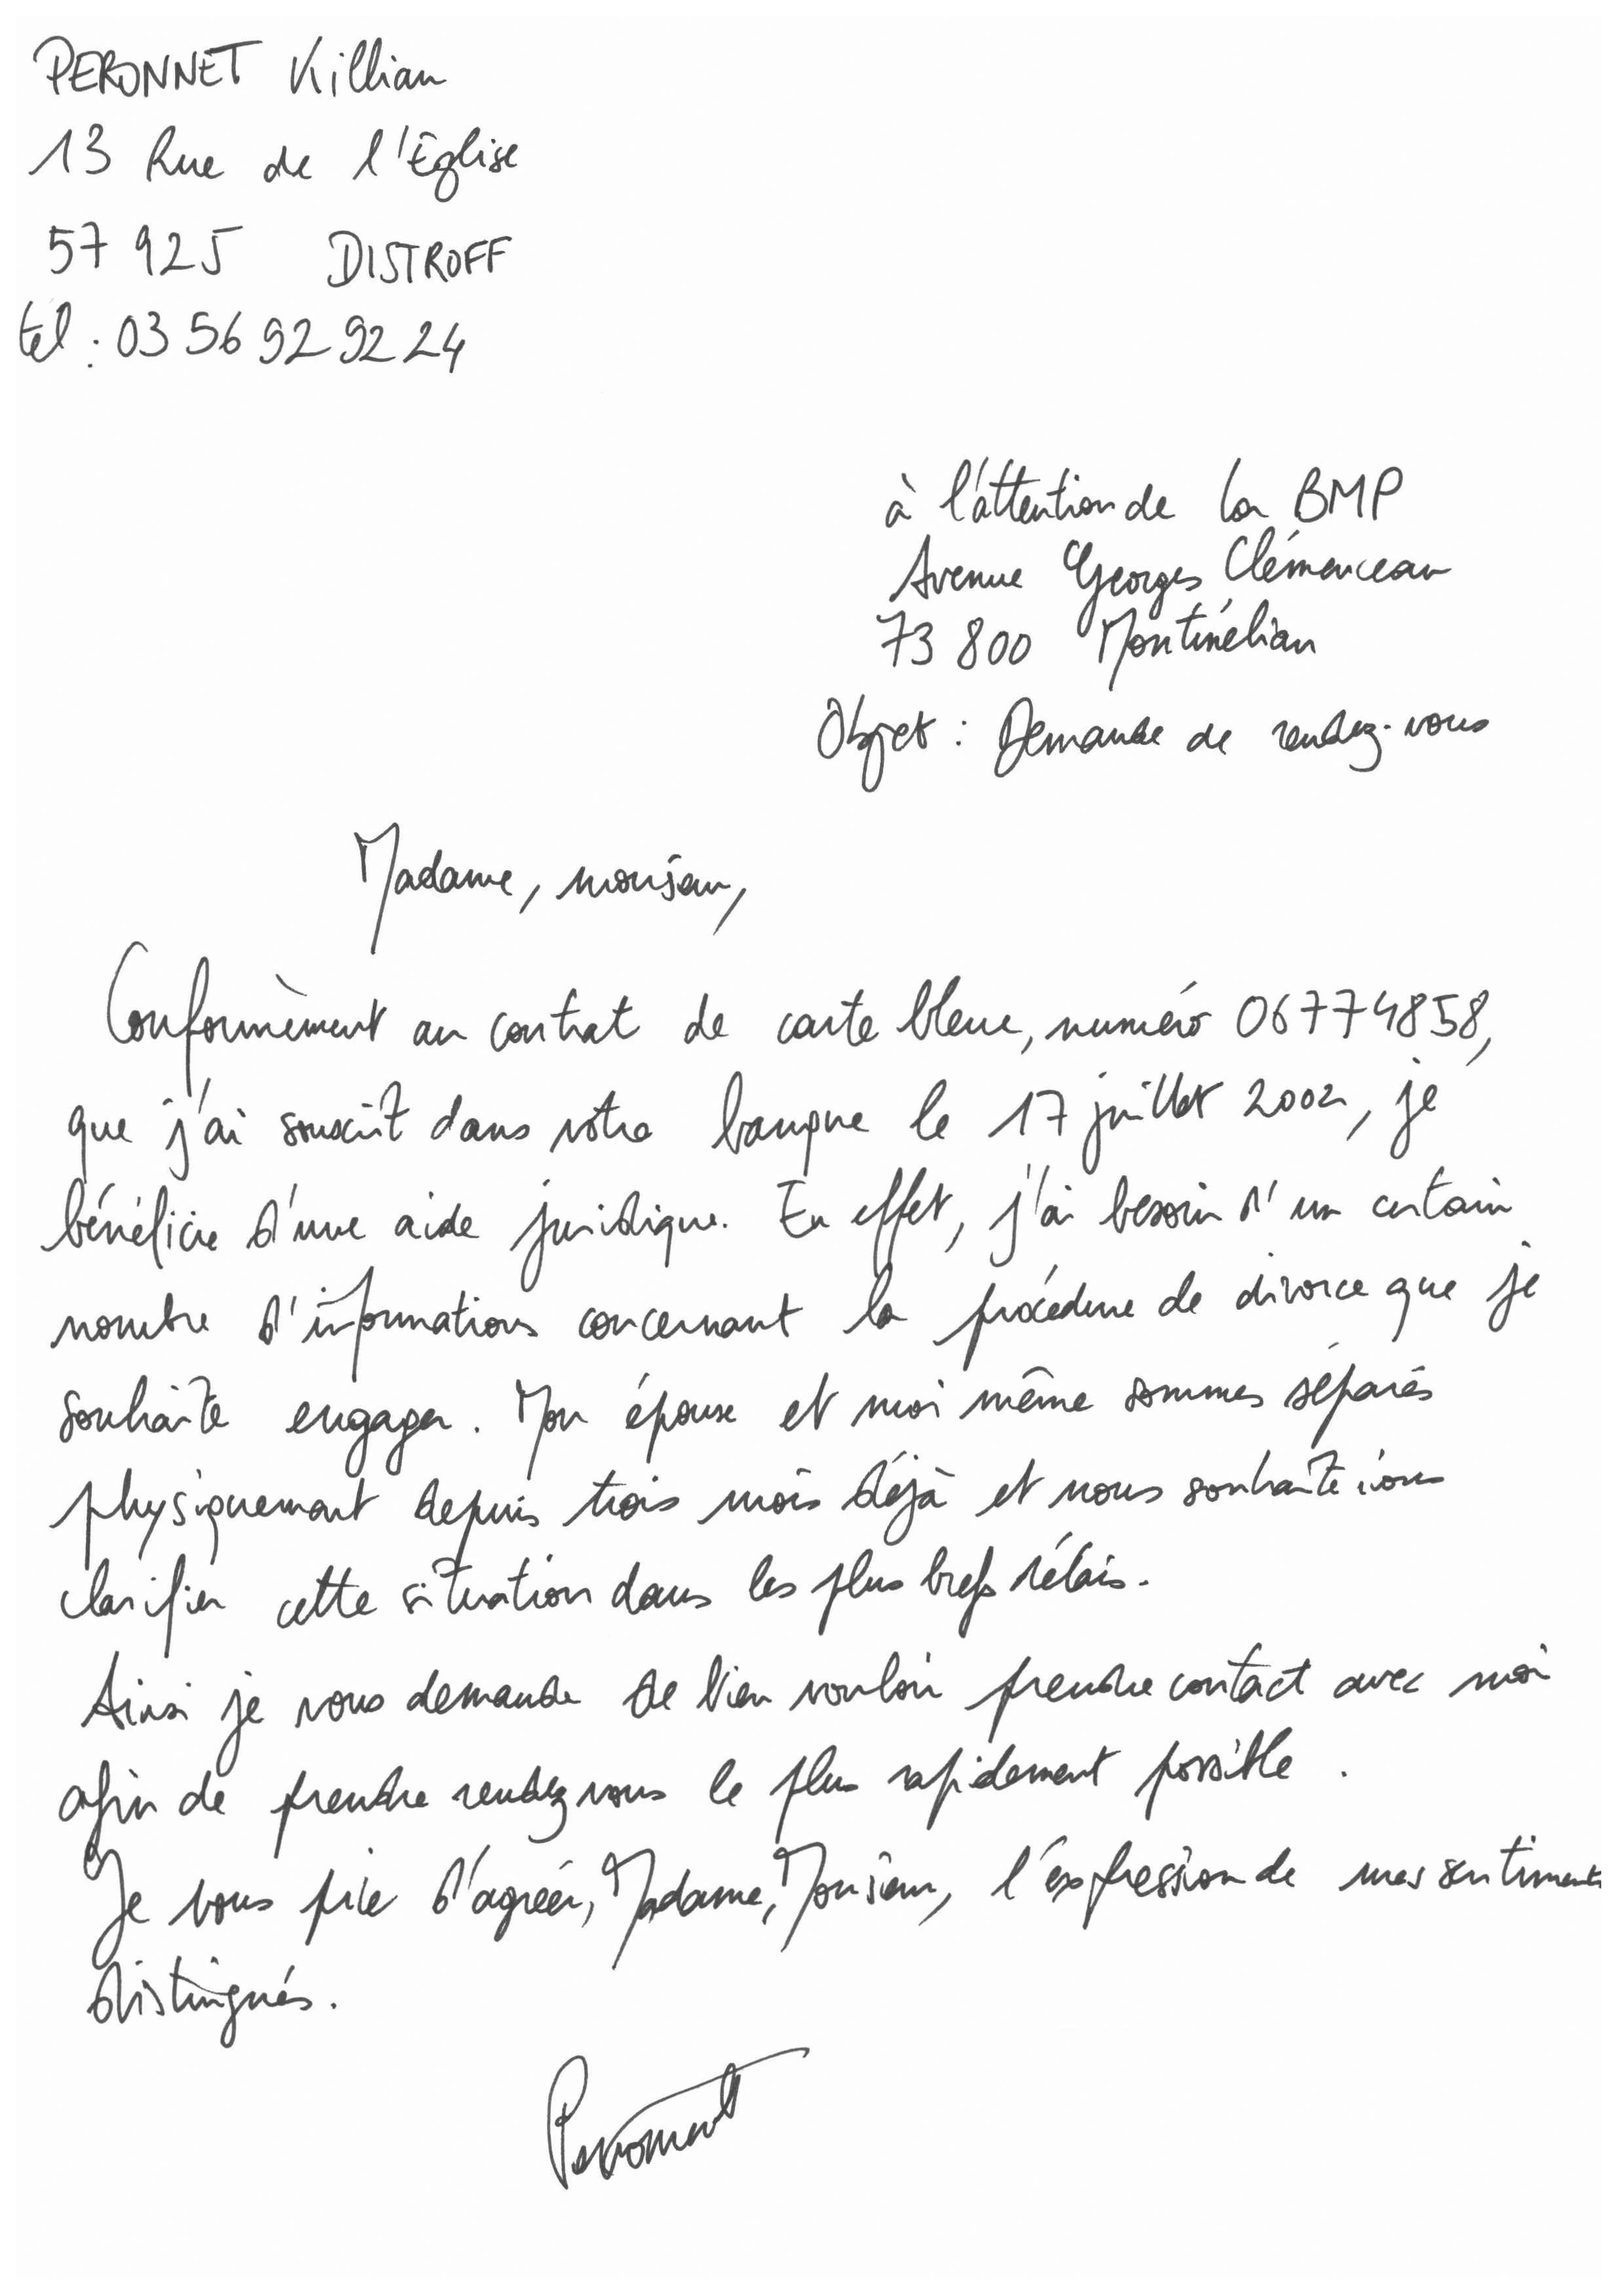 PERONNET Killian
13 Rue de l'Eglise
57 925 DISTROFF
tel : 03 56 92 92 24
à l'attention de la BMP
Avenue Georges Clémenceau
73 800 Montmélian
Objet : Demande de rendez-vous
Madame, monsieur,
Conformèment au contrat de carte bleue, numéro 06774858,
que j'ai souscrit dans votre banque le 17 juillet 2002, je
bénéficie d'une aide juridique. En effet, j'ai besoin d'un certain
nombre d'informations concernant la procédure de divorce que je
souhaite engager. Mon épouse et moi même sommes séparés
physiquement depuis trois mois déjà et nous souhaiterions
clarifier cette situation dans les plus brefs délais.
Ainsi je vous demande de bien vouloir prendre contact avec moi
afin de prendre rendez vous le plus rapidement possible .
Je vous prie d'agréer, Madame, Monsieur, l'expression de mes sentiments
distingués.
Peronnet